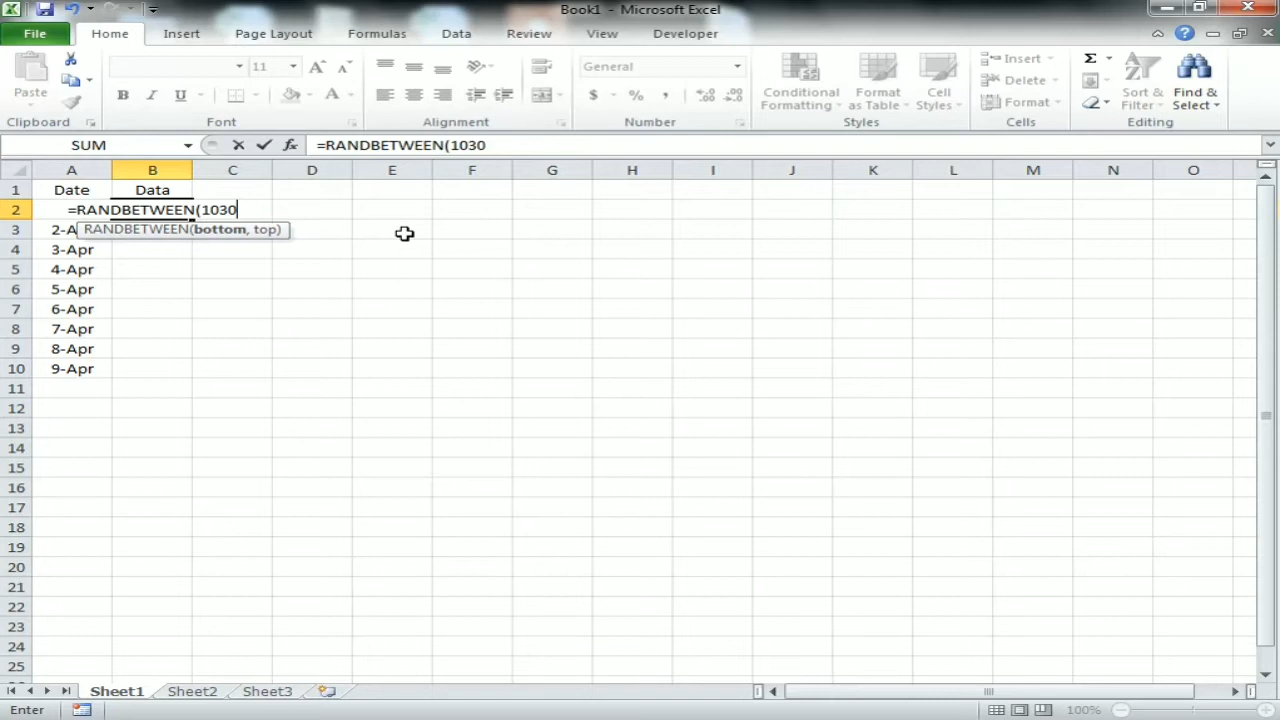 Book1 - Microsoft Excel
File Home Insert Page Layout Formulas Data Review View Developer
Paste
Clipboard
11
B I U
Font
Alignment
General
$ % ,
Number
Conditional Formatting
Format as Table
Cell Styles
Styles
Insert
Delete
Format
Cells
Σ
Sort & Filter
Find & Select
Editing
SUM fx =RANDBETWEEN(1030
A B C D E F G H I J K L M N O
1 Date Data
2 =RANDBETWEEN(1030
3 2-A RANDBETWEEN(bottom, top)
4 3-Apr
5 4-Apr
6 5-Apr
7 6-Apr
8 7-Apr
9 8-Apr
10 9-Apr
11
12
13
14
15
16
17
18
19
20
21
22
23
24
25
Sheet1 Sheet2 Sheet3
Enter 100%